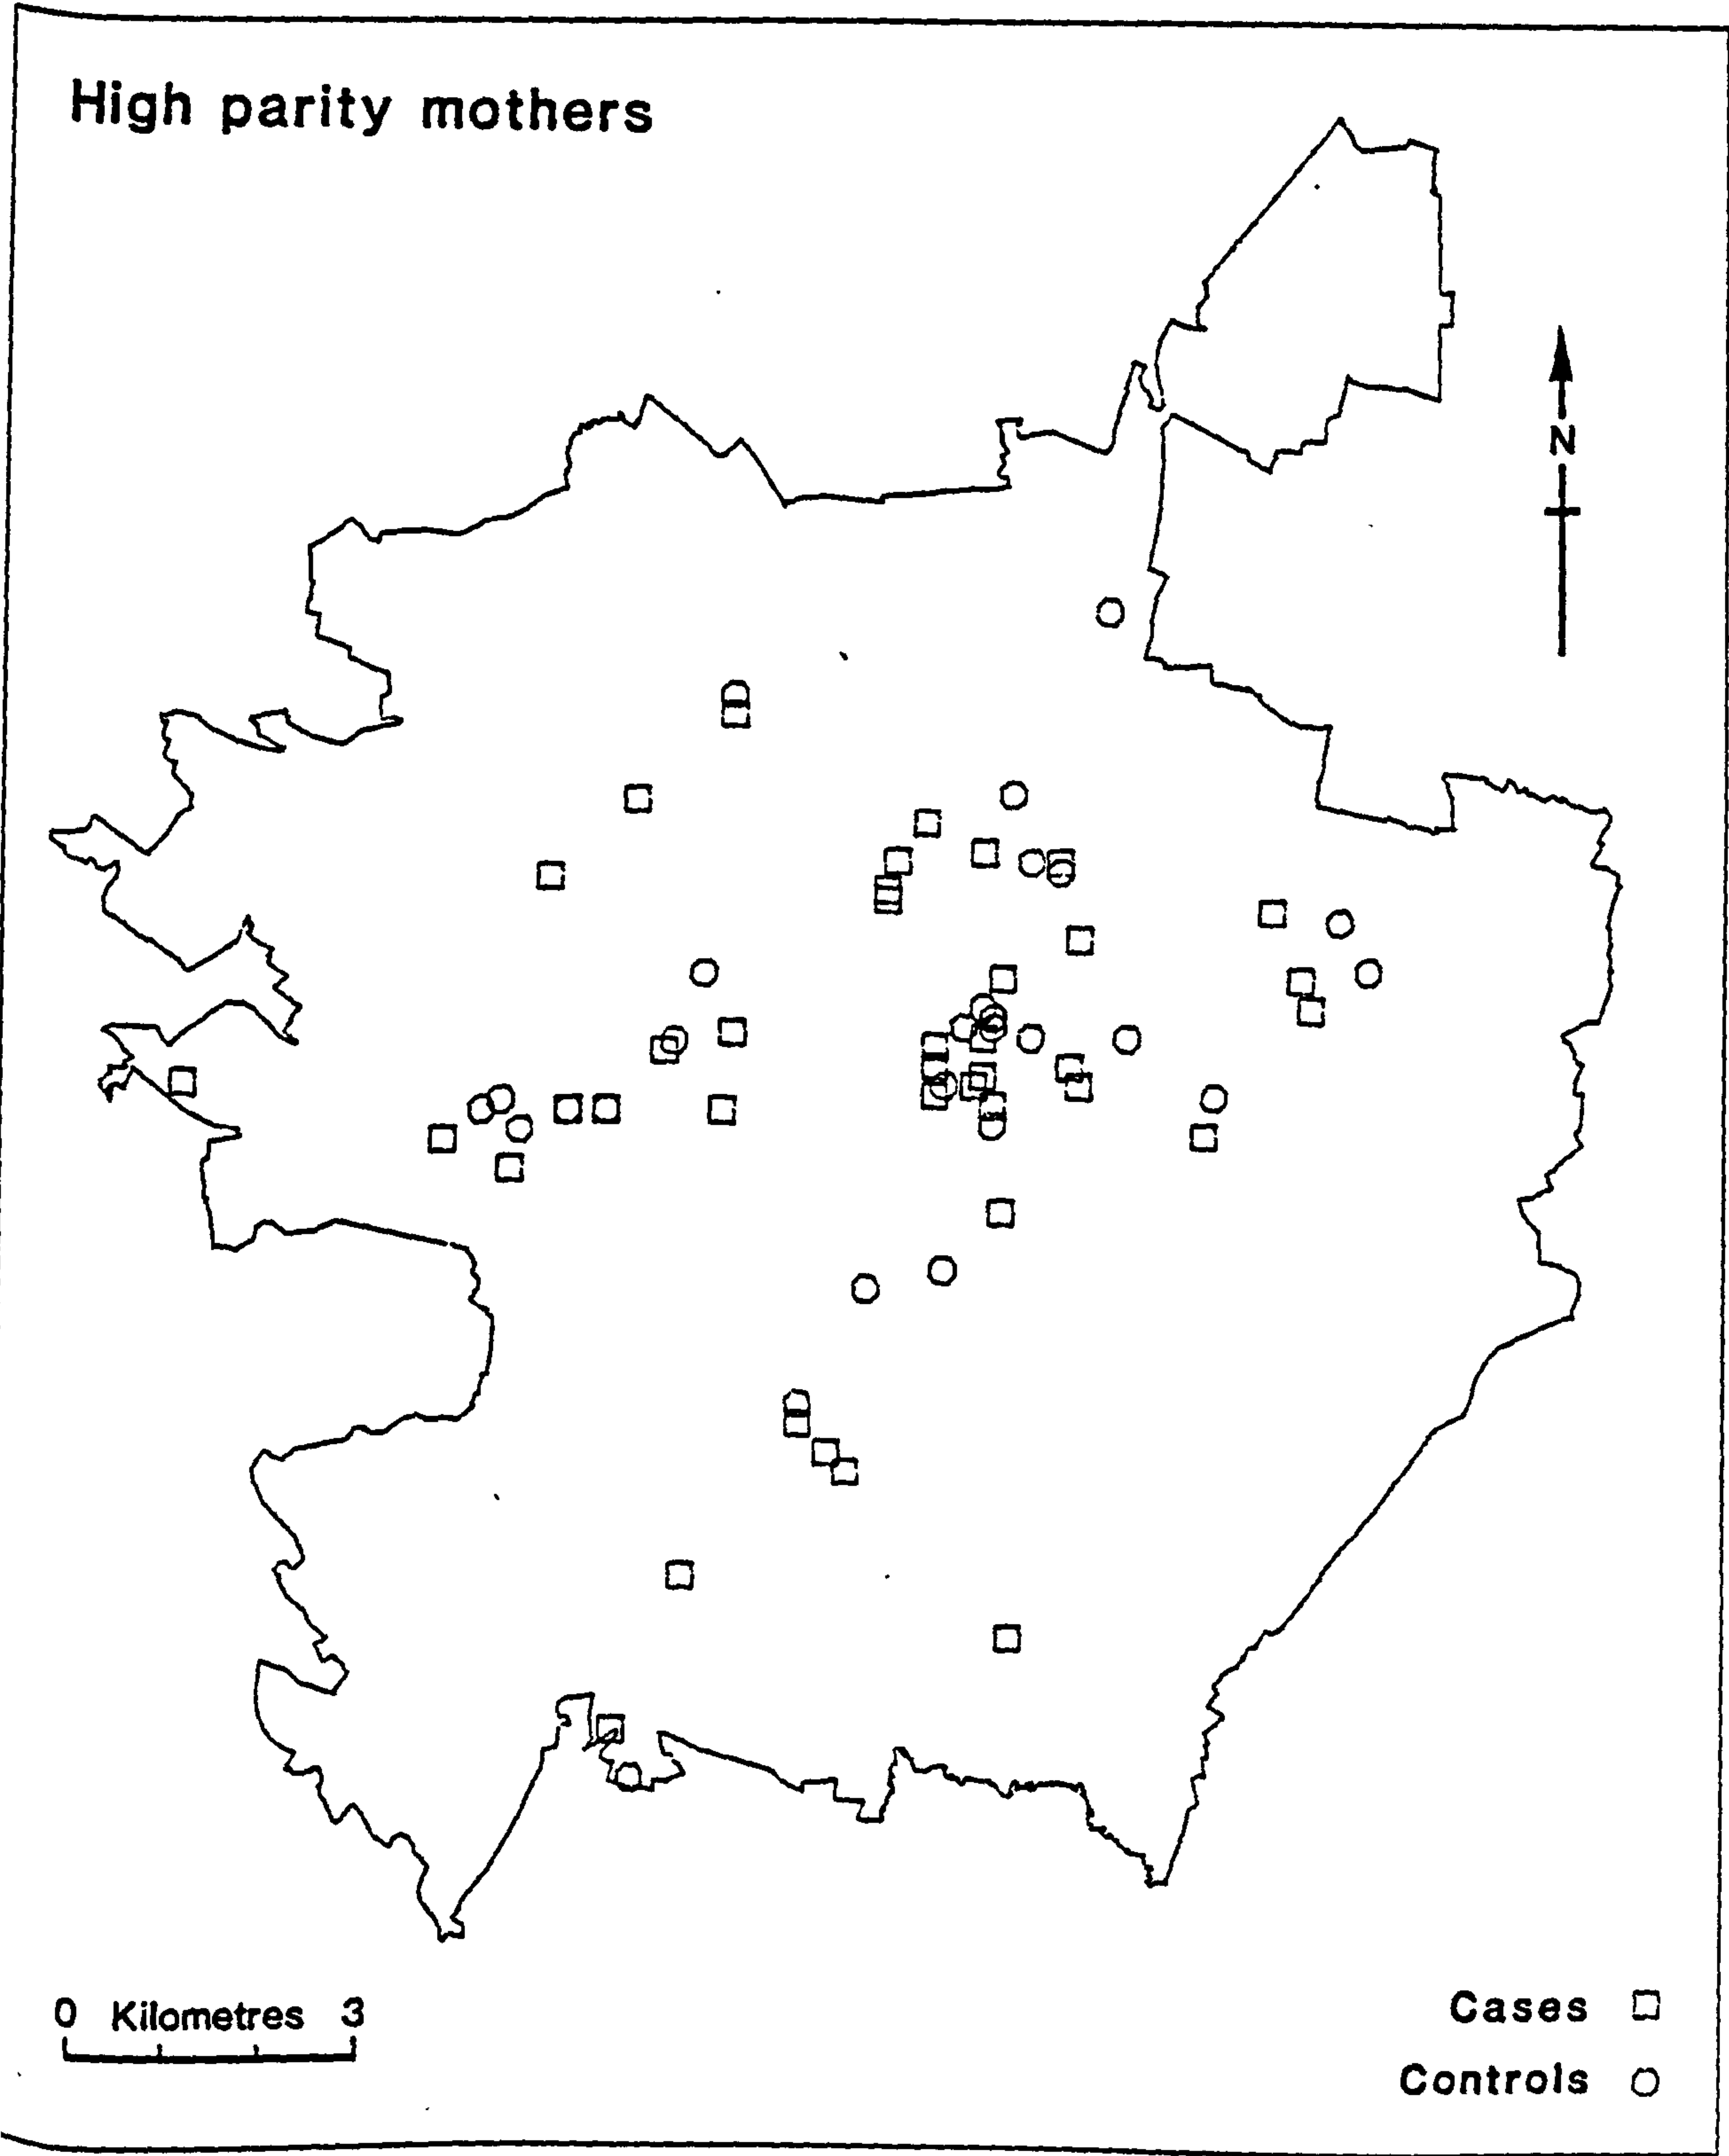 High parity mothers
N
0 Kilometres 3
Cases
Controls